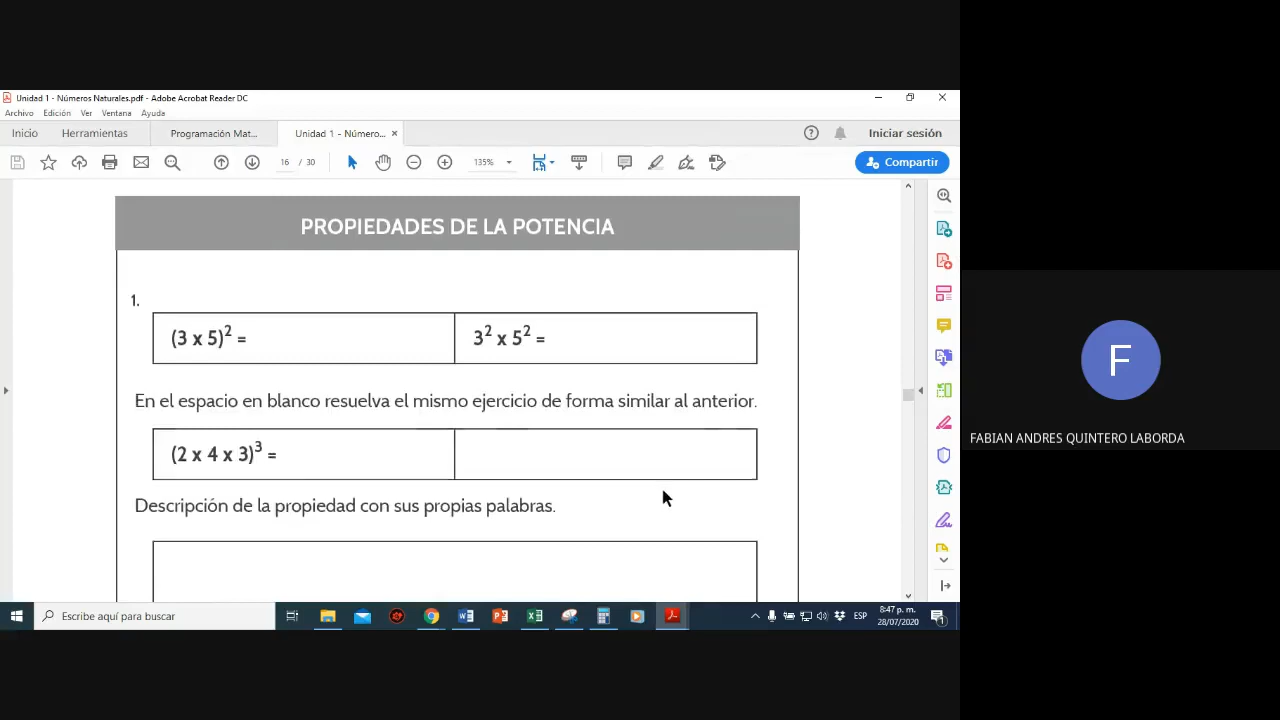 Unidad 1 - Números Naturales.pdf - Adobe Acrobat Reader DC
Archivo Edición Ver Ventana Ayuda
Inicio Herramientas Programación Mat... Unidad 1 - Número... × Iniciar sesión
16 / 30 135% Compartir
PROPIEDADES DE LA POTENCIA
1.
(3 x 5)² = 3² x 5² =
En el espacio en blanco resuelva el mismo ejercicio de forma similar al anterior.
(2 x 4 x 3)³ =
Descripción de la propiedad con sus propias palabras.
F
FABIAN ANDRES QUINTERO LABORDA
Escribe aquí para buscar
ESP
8:47 p. m.
28/07/2020
1